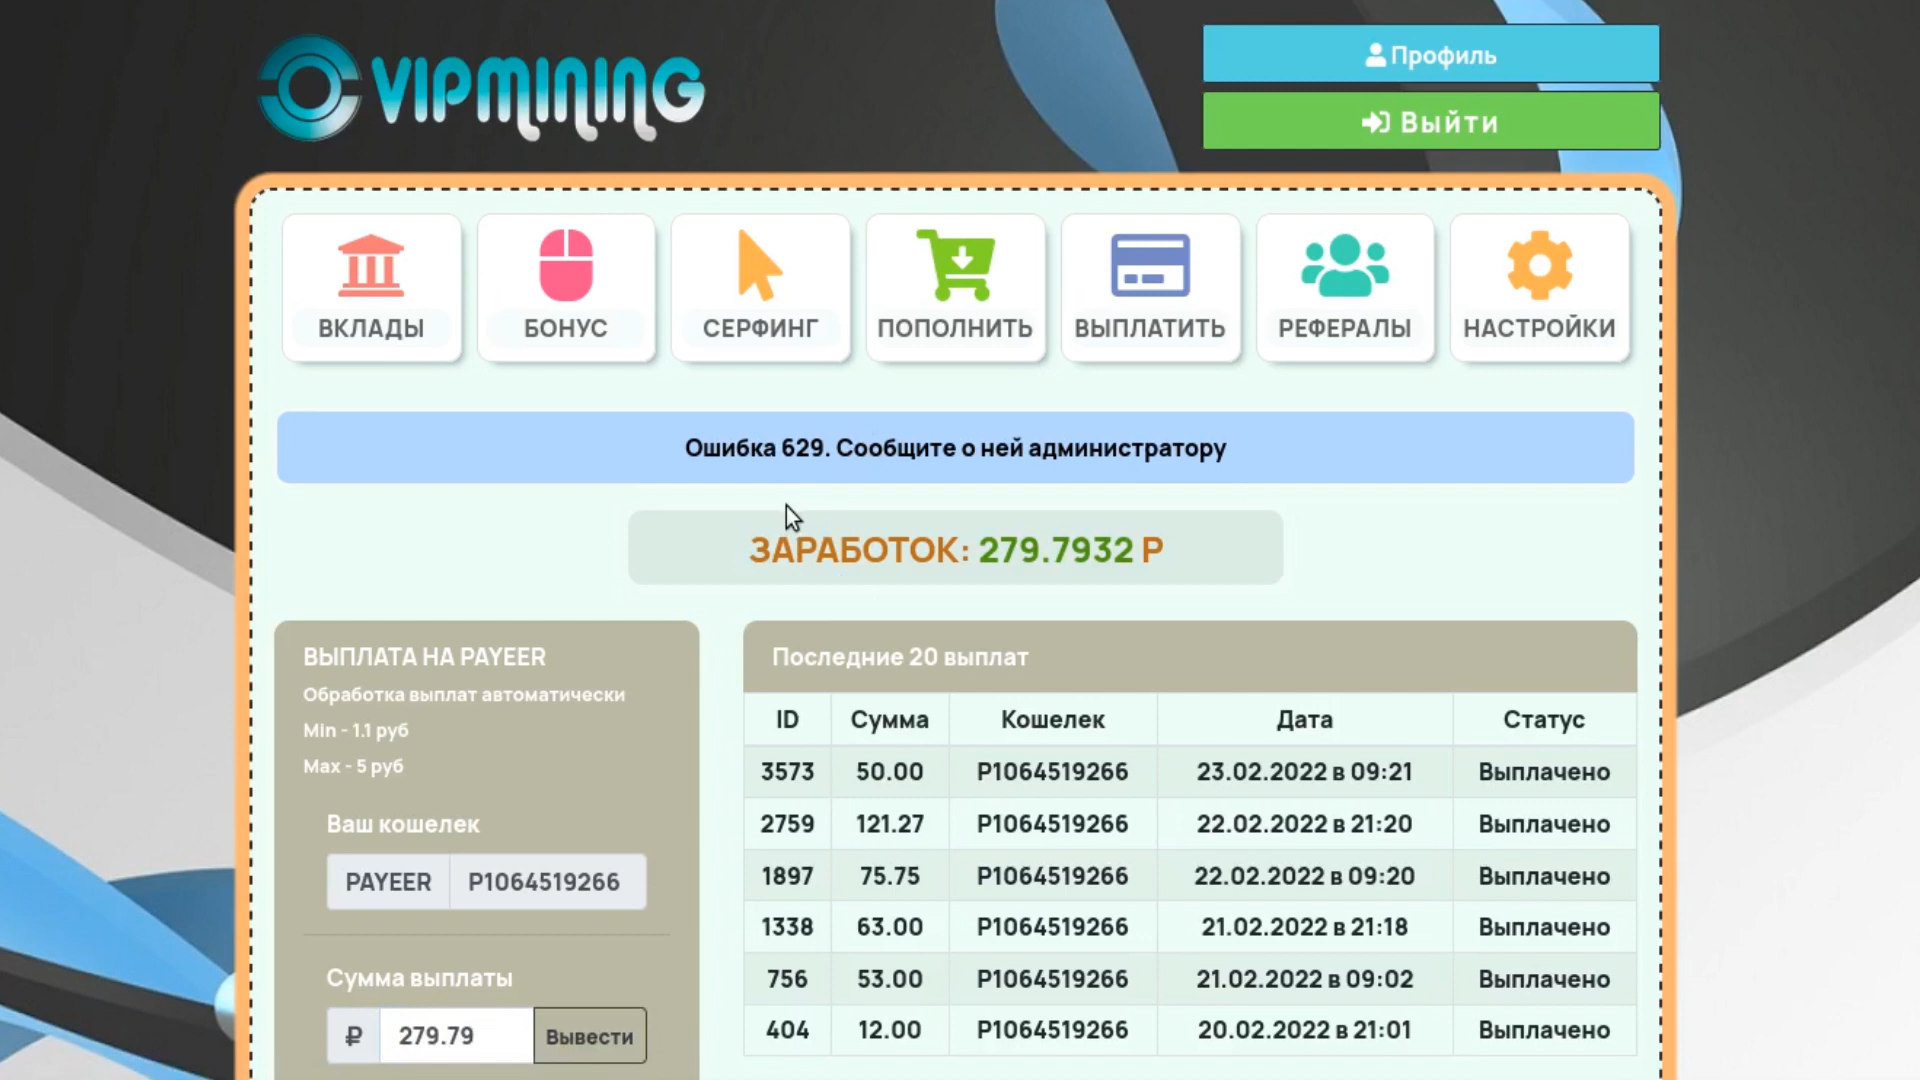 VIPMINING
Профиль
Выйти
ВКЛАДЫ
БОНУС
СЕРФИНГ
ПОПОЛНИТЬ
ВЫПЛАТИТЬ
РЕФЕРАЛЫ
НАСТРОЙКИ
Ошибка 629. Сообщите о ней администратору
ЗАРАБОТОК: 279.7932 Р
ВЫПЛАТА НА PAYEER
Обработка выплат автоматически
Min - 1.1 руб
Max - 5 руб
Ваш кошелек
PAYEER P1064519266
Сумма выплаты
₽ 279.79 Вывести
Последние 20 выплат
ID Сумма Кошелек Дата Статус
3573 50.00 P1064519266 23.02.2022 в 09:21 Выплачено
2759 121.27 P1064519266 22.02.2022 в 21:20 Выплачено
1897 75.75 P1064519266 22.02.2022 в 09:20 Выплачено
1338 63.00 P1064519266 21.02.2022 в 21:18 Выплачено
756 53.00 P1064519266 21.02.2022 в 09:02 Выплачено
404 12.00 P1064519266 20.02.2022 в 21:01 Выплачено